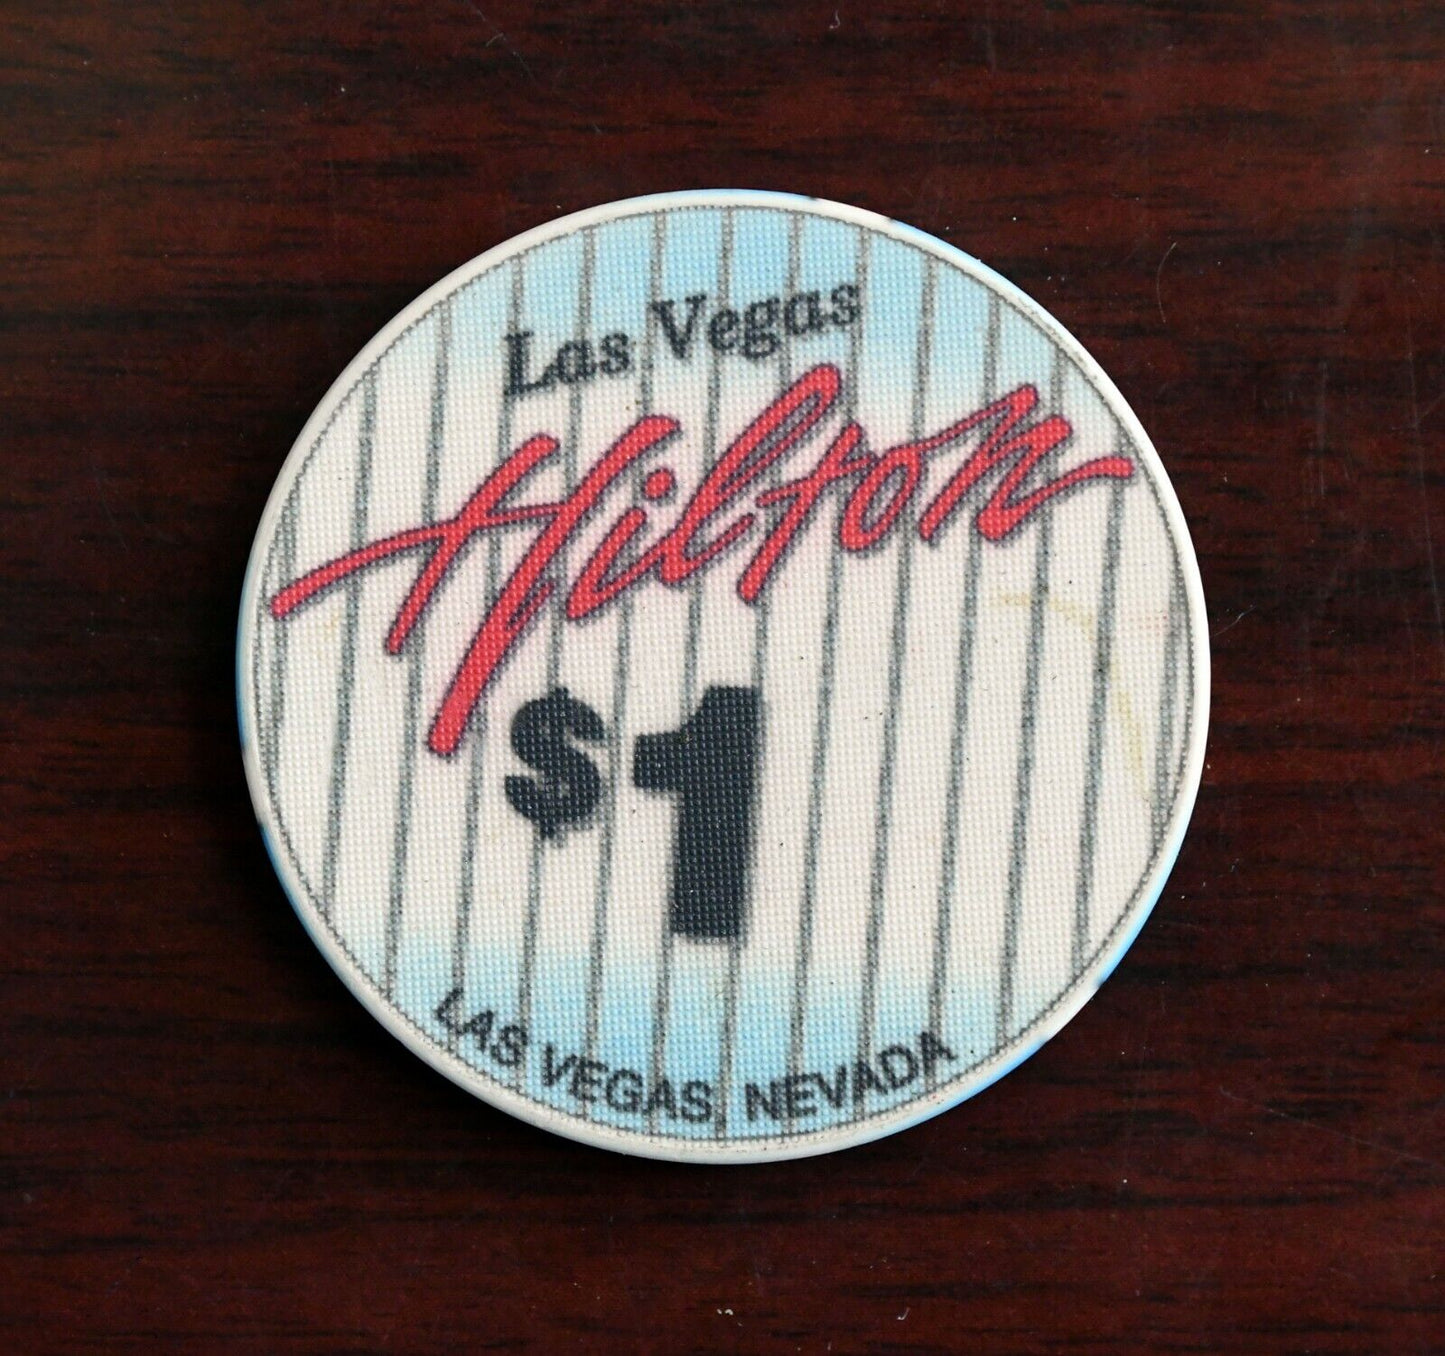 Las Vegas
Hilton
$1
LAS VEGAS, NEVADA